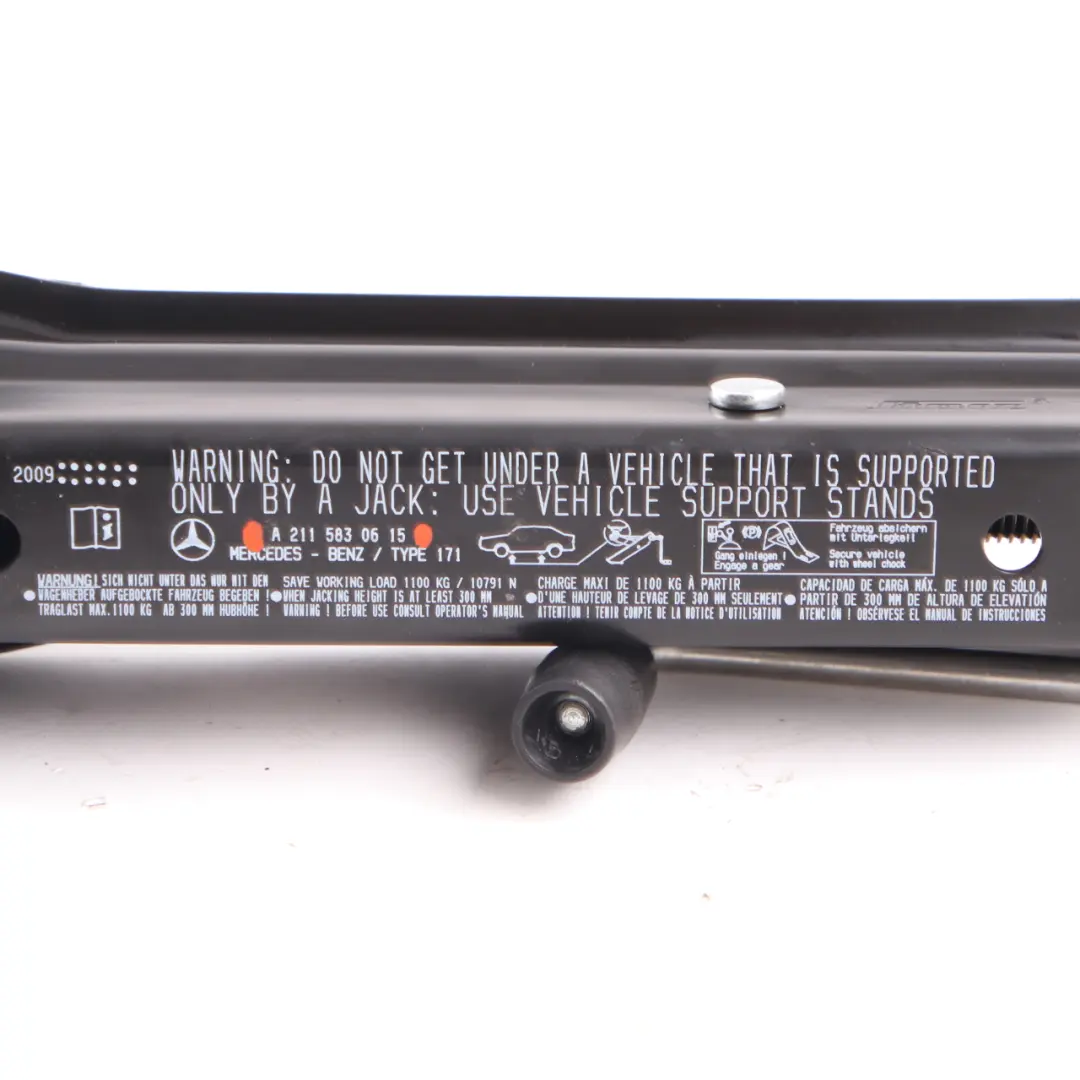 2009
WARNING: DO NOT GET UNDER A VEHICLE THAT IS SUPPORTED
ONLY BY A JACK: USE VEHICLE SUPPORT STANDS
A 211 583 06 15
MERCEDES - BENZ / TYPE 171
Fahrzeug absichern
mit Unterlegkeil
Gang einlegen !
Engage a gear
Secure vehicle
with wheel chock
WARNUNG! SICH NICHT UNTER DAS NUR MIT DEN
WAGENHEBER AUFGEBOCKTE FAHRZEUG BEGEBEN !
TRAGLAST MAX.1100 KG AB 300 MM HUBHÖHE !
SAVE WORKING LOAD 1100 KG / 10791 N
WHEN JACKING HEIGHT IS AT LEAST 300 MM
WARNING ! BEFORE USE CONSULT OPERATOR'S MANUAL
CHARGE MAXI DE 1100 KG À PARTIR
D'UNE HAUTEUR DE LEVAGE DE 300 MM SEULEMENT
ATTENTION ! TENIR COMPTE DE LA NOTICE D'UTILISATION
CAPACIDAD DE CARGA MÁX. DE 1100 KG SÓLO A
PARTIR DE 300 MM DE ALTURA DE ELEVATIÓN
ATENCIÓN ! OBSÉRVESE EL MANUAL DE INSTRUCCIONES